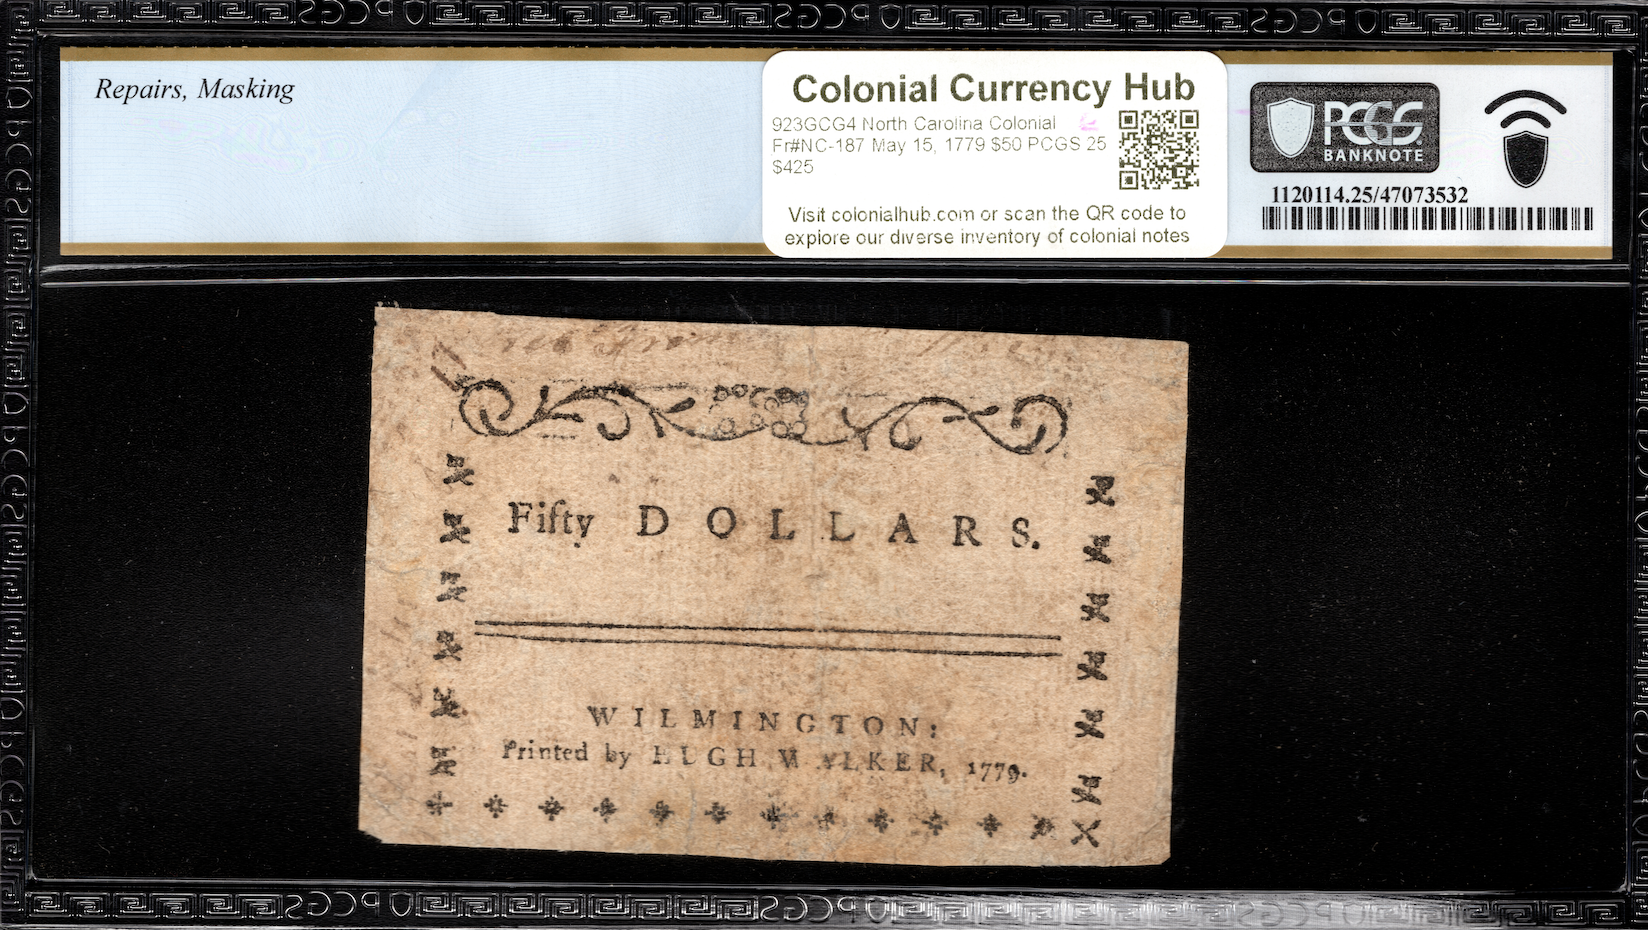 Repairs, Masking
Colonial Currency Hub
923GCG4 North Carolina Colonial
Fr#NC-187 May 15, 1779 $50 PCGS 25
$425
Visit colonialhub.com or scan the QR code to
explore our diverse inventory of colonial notes
PCGS
BANKNOTE
1120114.25/47073532
Fifty DOLLARS.
WILMINGTON:
Printed by HUGH WALKER, 1779.